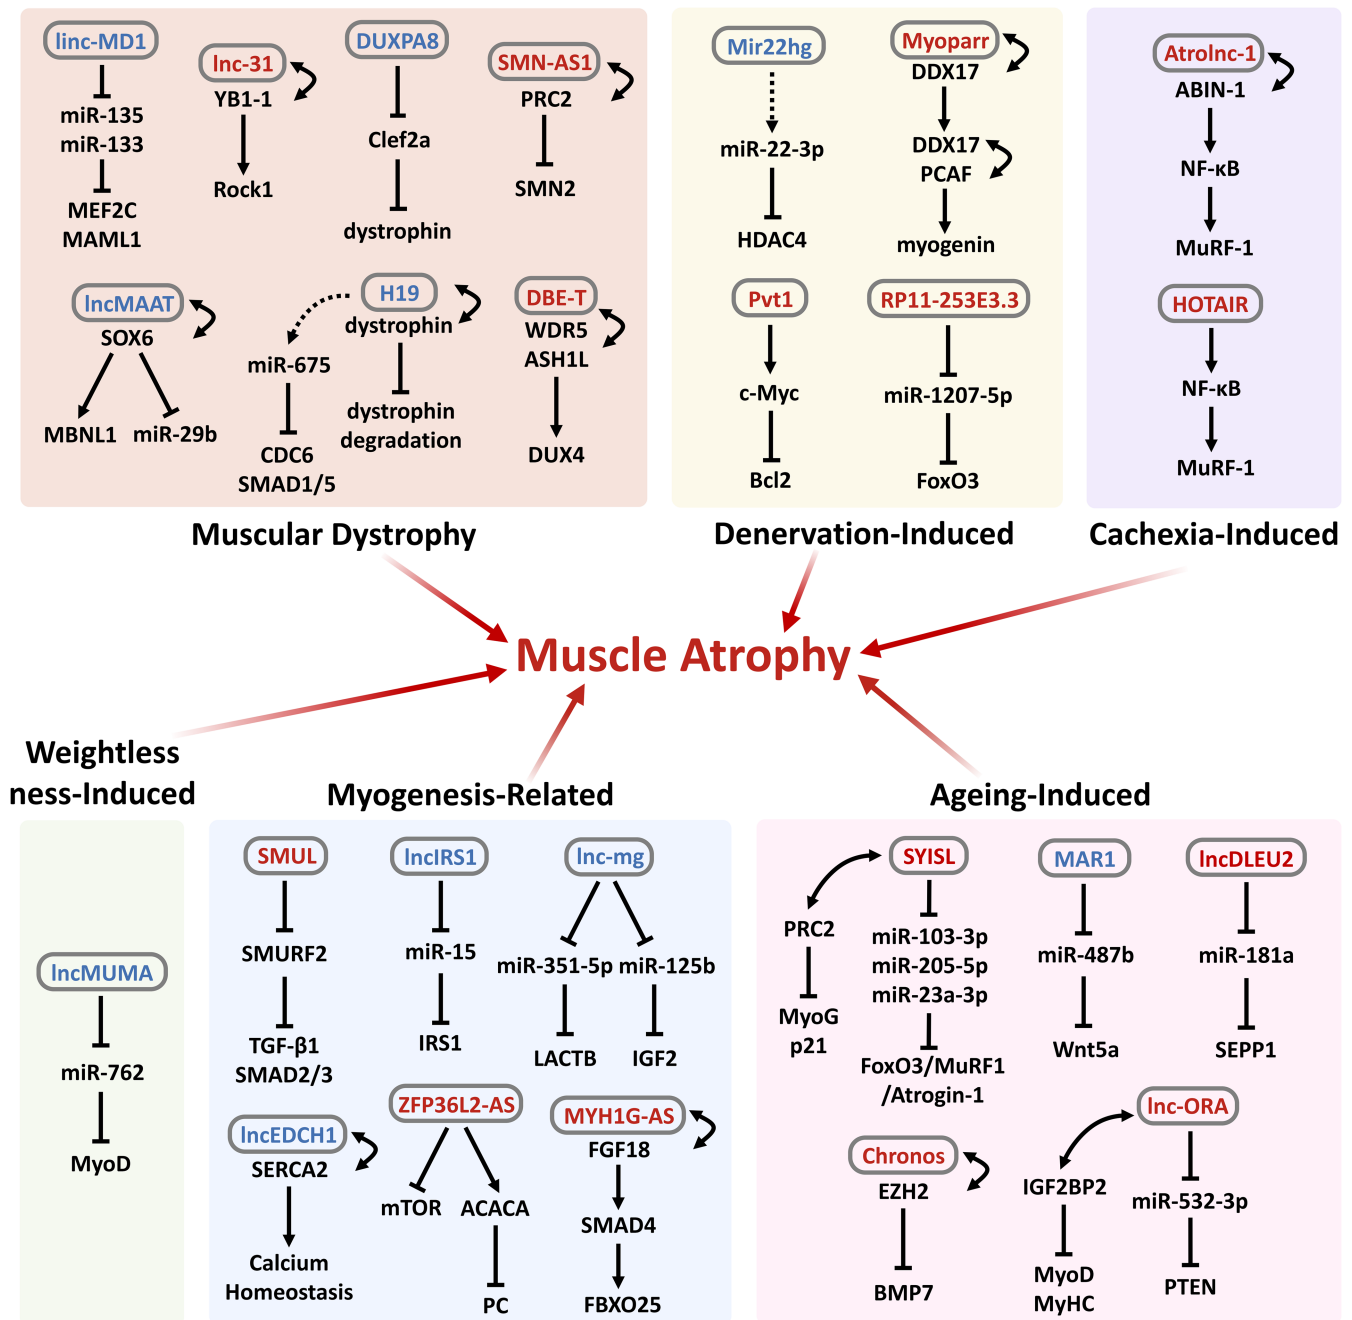 linc-MD1
miR-135
miR-133
MEF2C
MAML1
lnc-31
YB1-1
Rock1
DUXPA8
Clef2a
dystrophin
SMN-AS1
PRC2
SMN2
lncMAAT
SOX6
MBNL1
miR-29b
H19
dystrophin
miR-675
CDC6
SMAD1/5
dystrophin
degradation
DBE-T
WDR5
ASH1L
DUX4
Muscular Dystrophy
Mir22hg
miR-22-3p
HDAC4
Myoparr
DDX17
DDX17
PCAF
myogenin
Pvt1
c-Myc
Bcl2
RP11-253E3.3
miR-1207-5p
FoxO3
Denervation-Induced
Atrolnc-1
ABIN-1
NF-κB
MuRF-1
HOTAIR
NF-κB
MuRF-1
Cachexia-Induced
Muscle Atrophy
Weightless
ness-Induced
lncMUMA
miR-762
MyoD
Myogenesis-Related
SMUL
SMURF2
TGF-β1
SMAD2/3
lncIRS1
miR-15
IRS1
lnc-mg
miR-351-5p
miR-125b
LACTB
IGF2
lncEDCH1
SERCA2
Calcium
Homeostasis
ZFP36L2-AS
mTOR
ACACA
PC
MYH1G-AS
FGF18
SMAD4
FBXO25
Ageing-Induced
SYISL
PRC2
MyoG
p21
miR-103-3p
miR-205-5p
miR-23a-3p
FoxO3/MuRF1
/Atrogin-1
MAR1
miR-487b
Wnt5a
lncDLEU2
miR-181a
SEPP1
Chronos
EZH2
BMP7
lnc-ORA
IGF2BP2
MyoD
MyHC
miR-532-3p
PTEN